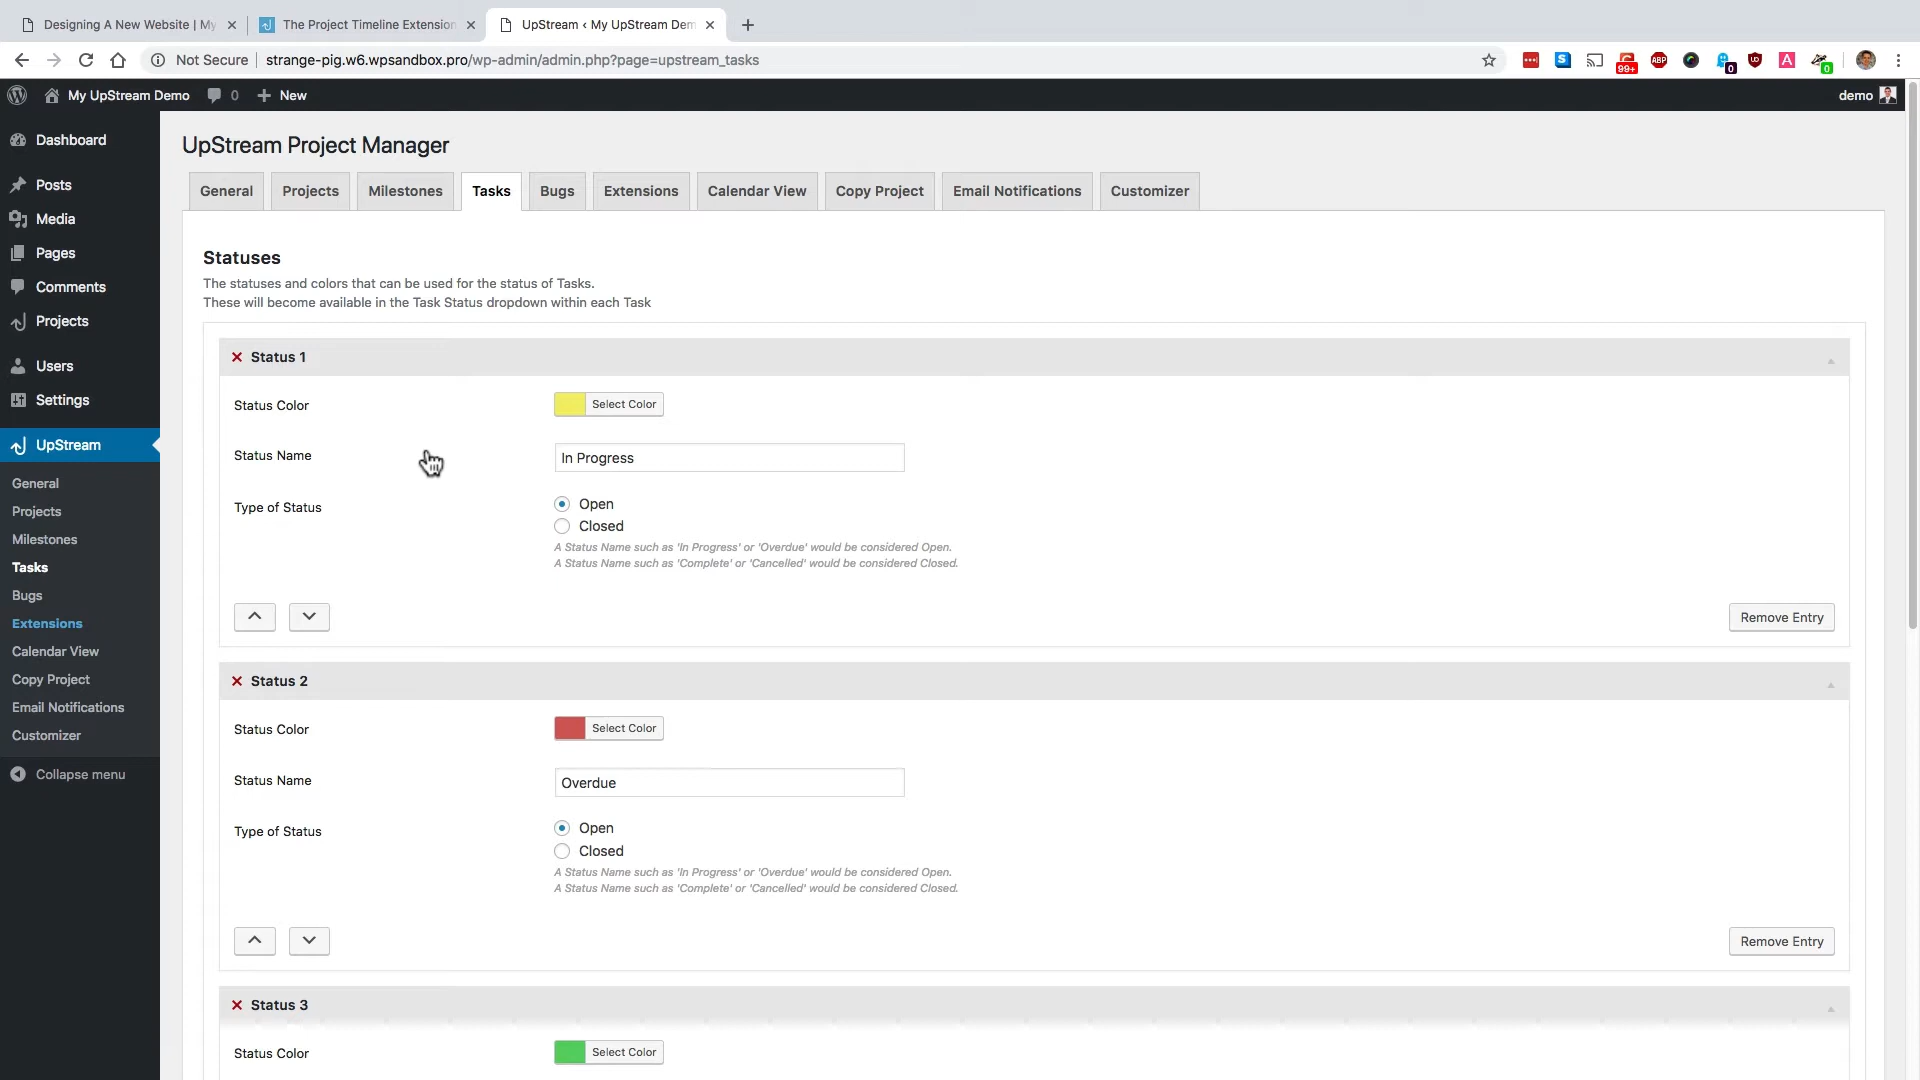 Designing A New Website | My
The Project Timeline Extension
UpStream ‹ My UpStream Dem
Not Secure
strange-pig.w6.wpsandbox.pro/wp-admin/admin.php?page=upstream_tasks
99+
ABP
0
0
My UpStream Demo
0
New
demo
Dashboard
Posts
Media
Pages
Comments
Projects
Users
Settings
UpStream
General
Projects
Milestones
Tasks
Bugs
Extensions
Calendar View
Copy Project
Email Notifications
Customizer
Collapse menu
UpStream Project Manager
General
Projects
Milestones
Tasks
Bugs
Extensions
Calendar View
Copy Project
Email Notifications
Customizer
Statuses
The statuses and colors that can be used for the status of Tasks.
These will become available in the Task Status dropdown within each Task
Status 1
Status Color
Select Color
Status Name
In Progress
Type of Status
Open
Closed
A Status Name such as 'In Progress' or 'Overdue' would be considered Open.
A Status Name such as 'Complete' or 'Cancelled' would be considered Closed.
Remove Entry
Status 2
Status Color
Select Color
Status Name
Overdue
Type of Status
Open
Closed
A Status Name such as 'In Progress' or 'Overdue' would be considered Open.
A Status Name such as 'Complete' or 'Cancelled' would be considered Closed.
Remove Entry
Status 3
Status Color
Select Color